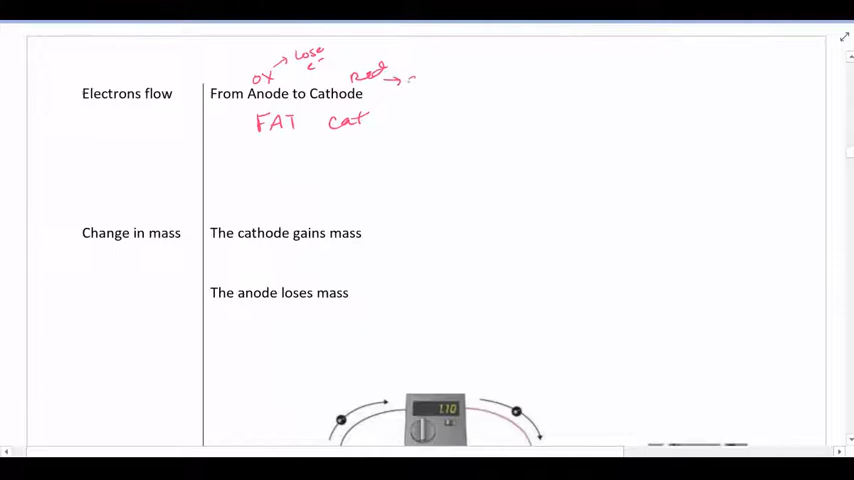 Lose
OX → e-
Red →
Electrons flow From Anode to Cathode
FAT cat
Change in mass The cathode gains mass
The anode loses mass
1.10